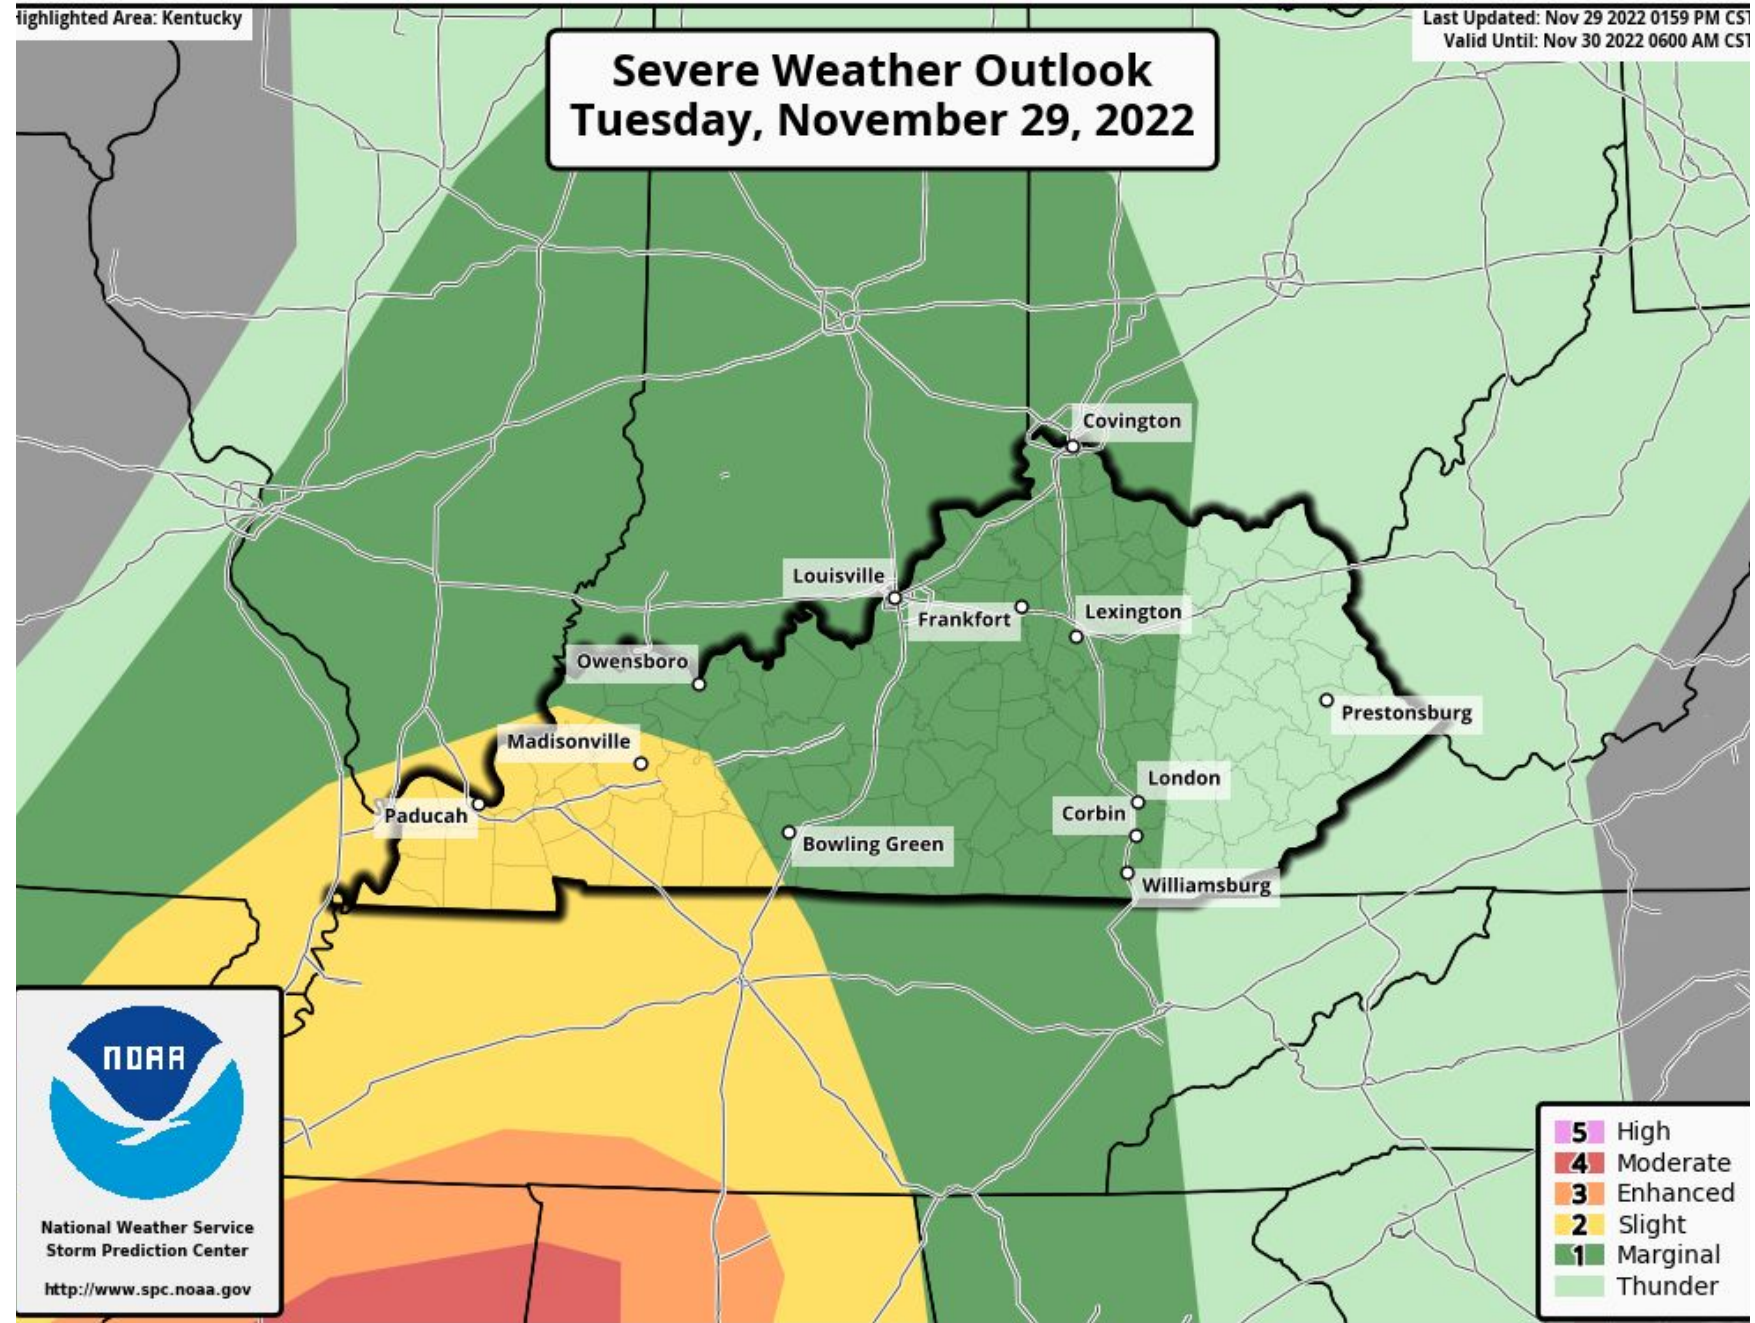 Highlighted Area: Kentucky
Last Updated: Nov 29 2022 0159 PM CST
Valid Until: Nov 30 2022 0600 AM CST
Severe Weather Outlook
Tuesday, November 29, 2022
Covington
Louisville
Frankfort
Lexington
Owensboro
Prestonsburg
Madisonville
London
Paducah
Corbin
Bowling Green
Williamsburg
NOAA
National Weather Service
Storm Prediction Center
http://www.spc.noaa.gov
5 High
4 Moderate
3 Enhanced
2 Slight
1 Marginal
Thunder